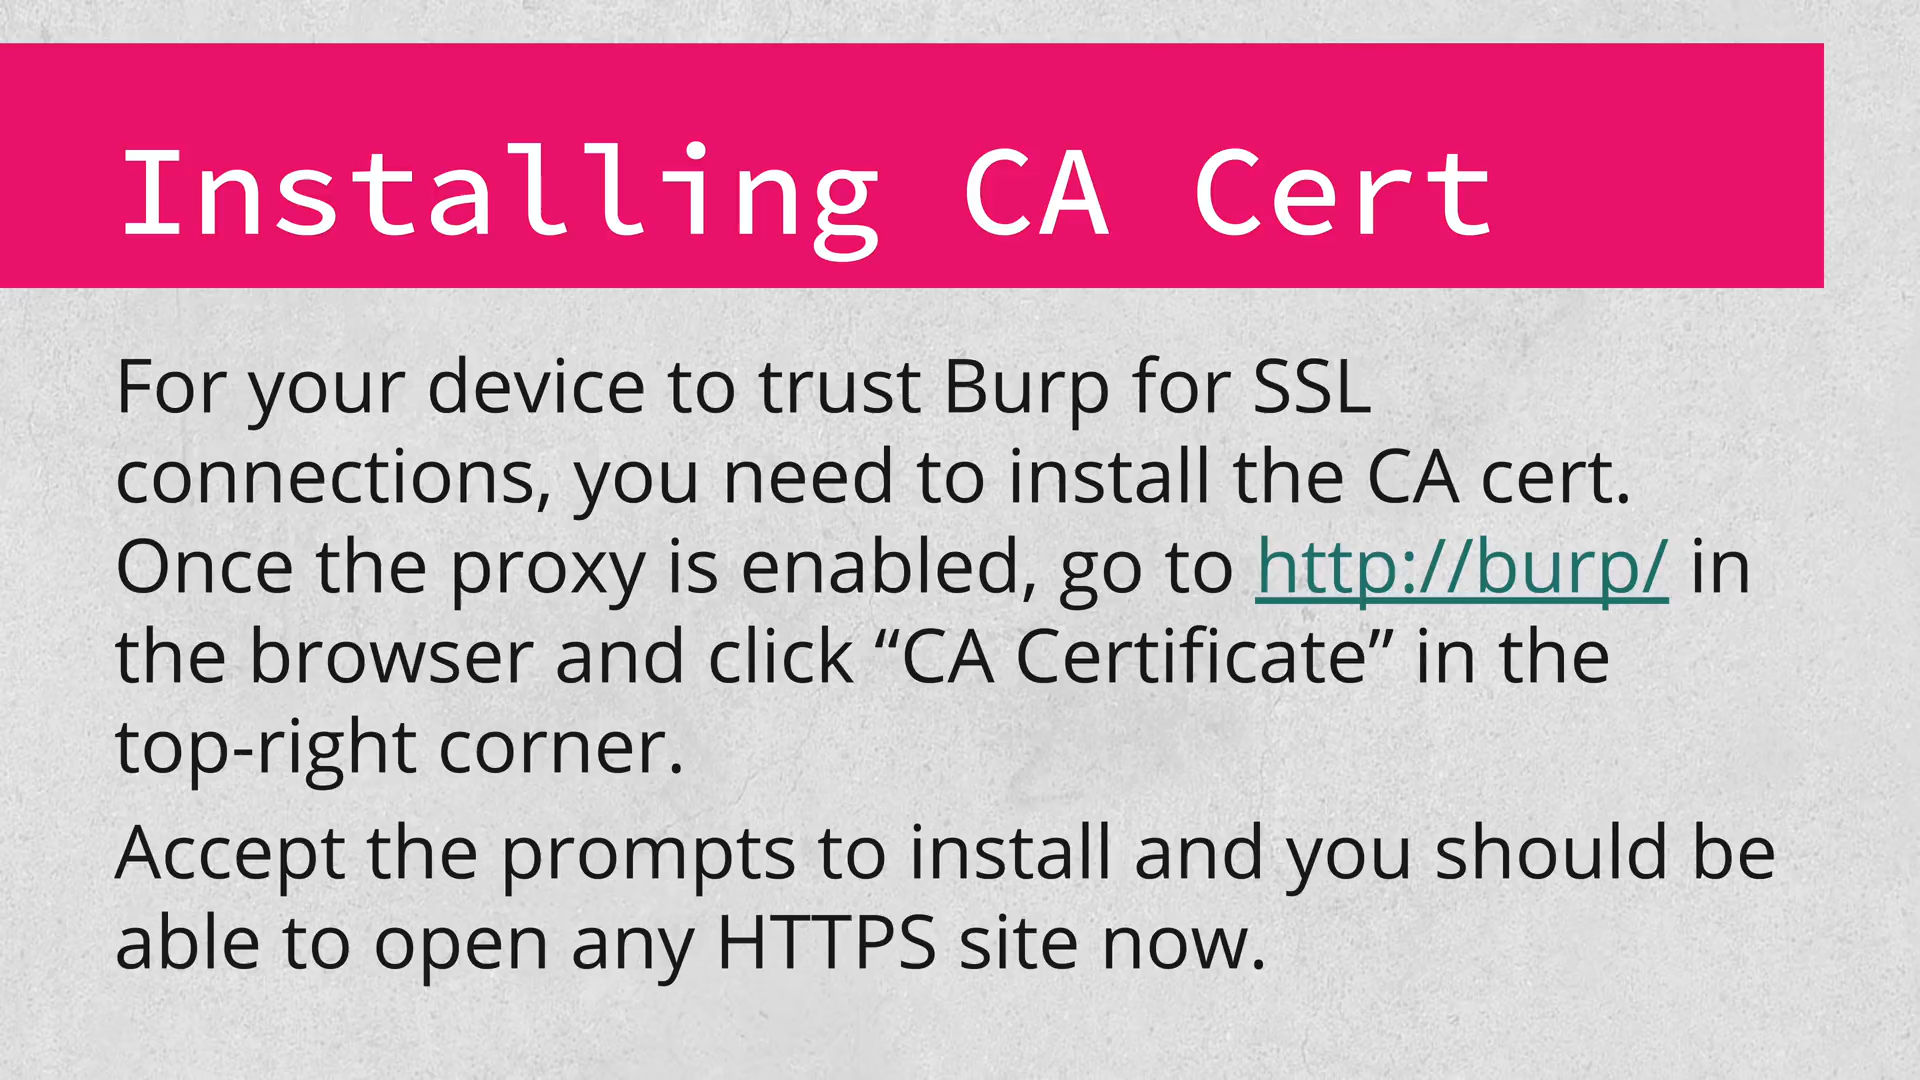 Installing CA Cert
For your device to trust Burp for SSL
connections, you need to install the CA cert.
Once the proxy is enabled, go to http://burp/ in
the browser and click “CA Certificate” in the
top-right corner.
Accept the prompts to install and you should be
able to open any HTTPS site now.